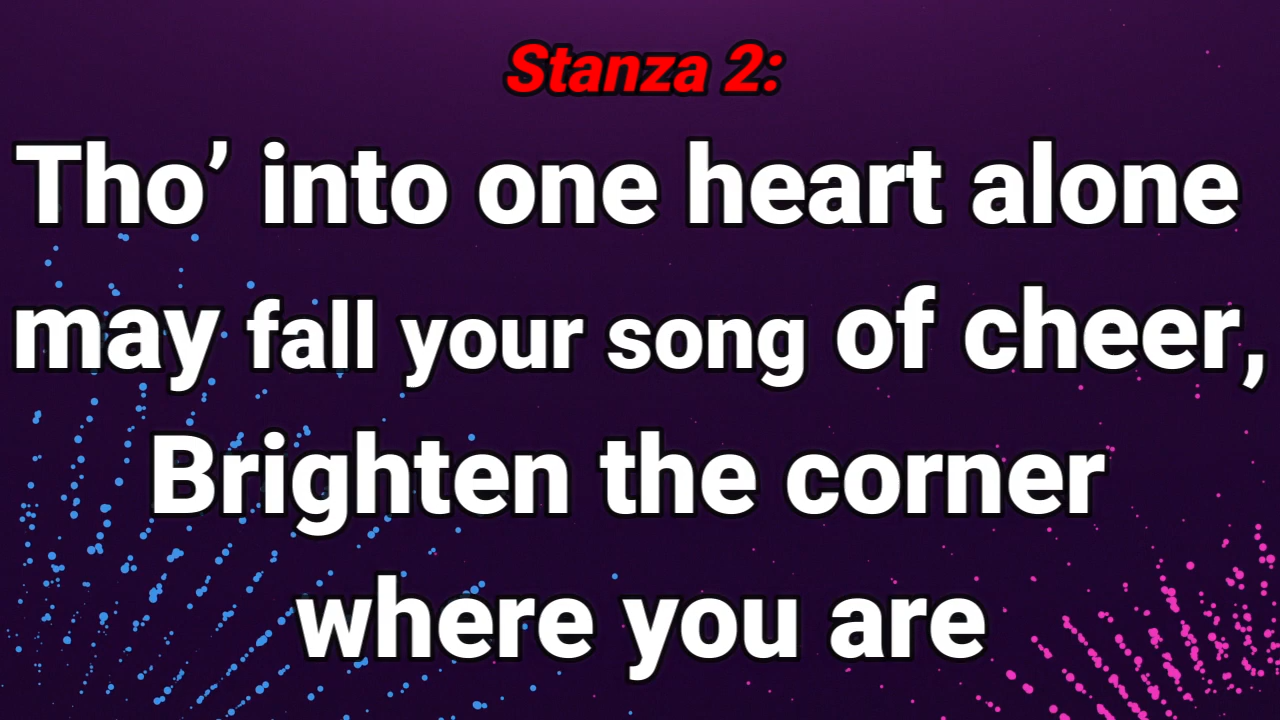 Stanza 2:
Tho’ into one heart alone
may fall your song of cheer,
Brighten the corner
where you are